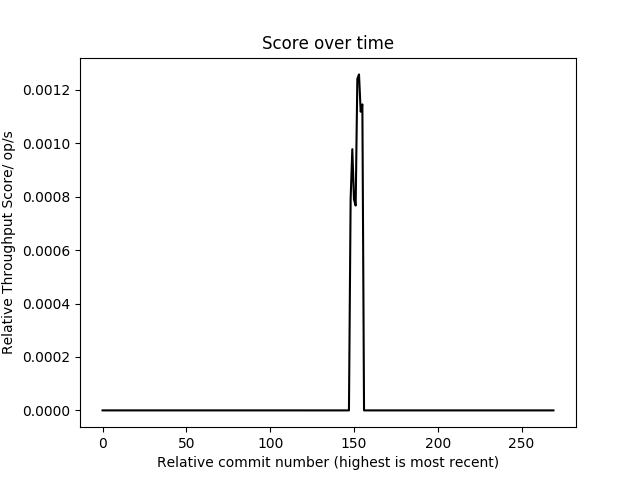 Score over time
Relative Throughput Score/ op/s
0.0012
0.0010
0.0008
0.0006
0.0004
0.0002
0.0000
0 50 100 150 200 250
Relative commit number (highest is most recent)